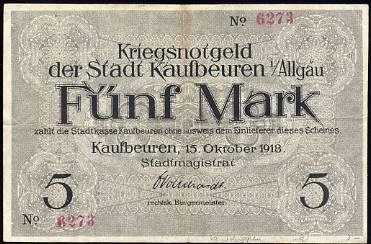 No 6273
Kriegsnotgeld
der Stadt Kaufbeuren i/Allgäu
Fünf Mark
zahlt die Stadtkasse Kaufbeuren ohne Ausweis dem Einlieferer dieses Scheines.
Kaufbeuren, 15. Oktober 1918.
Stadtmagistrat
5 5
rechtsk. Bürgermeister
No 6273